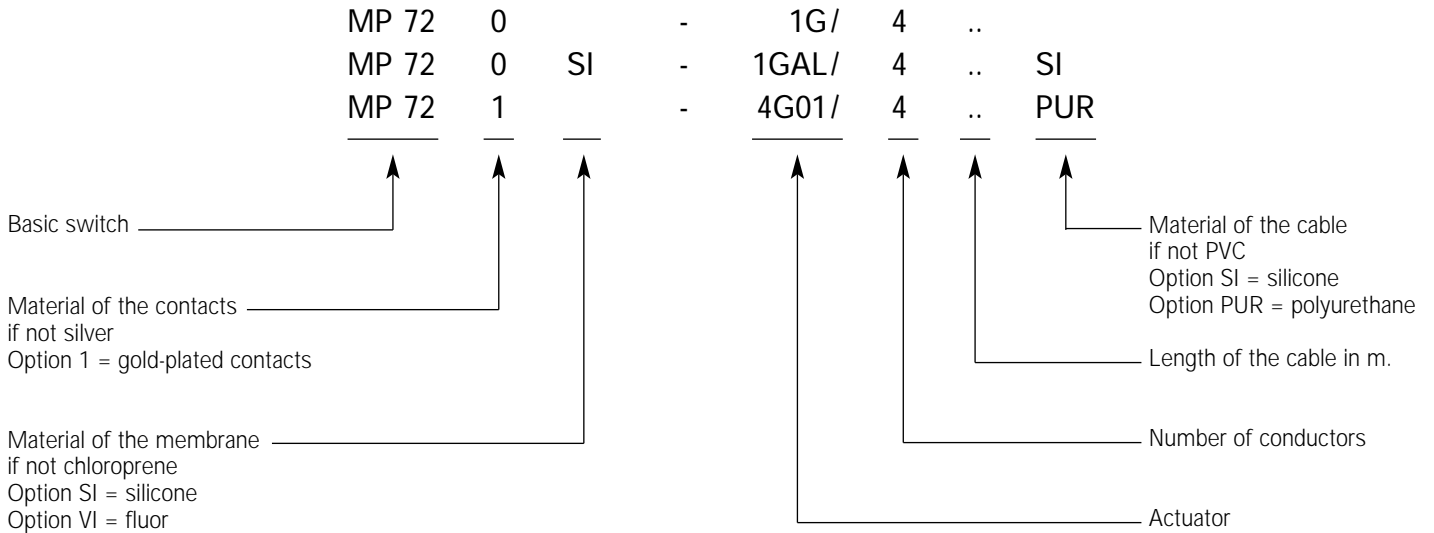 MP 72 0 - 1G/ 4 ..
MP 72 0 SI - 1GAL/ 4 .. SI
MP 72 1 - 4G01/ 4 .. PUR
Basic switch
Material of the contacts
if not silver
Option 1 = gold-plated contacts
Material of the membrane
if not chloroprene
Option SI = silicone
Option VI = fluor
Material of the cable
if not PVC
Option SI = silicone
Option PUR = polyurethane
Length of the cable in m.
Number of conductors
Actuator